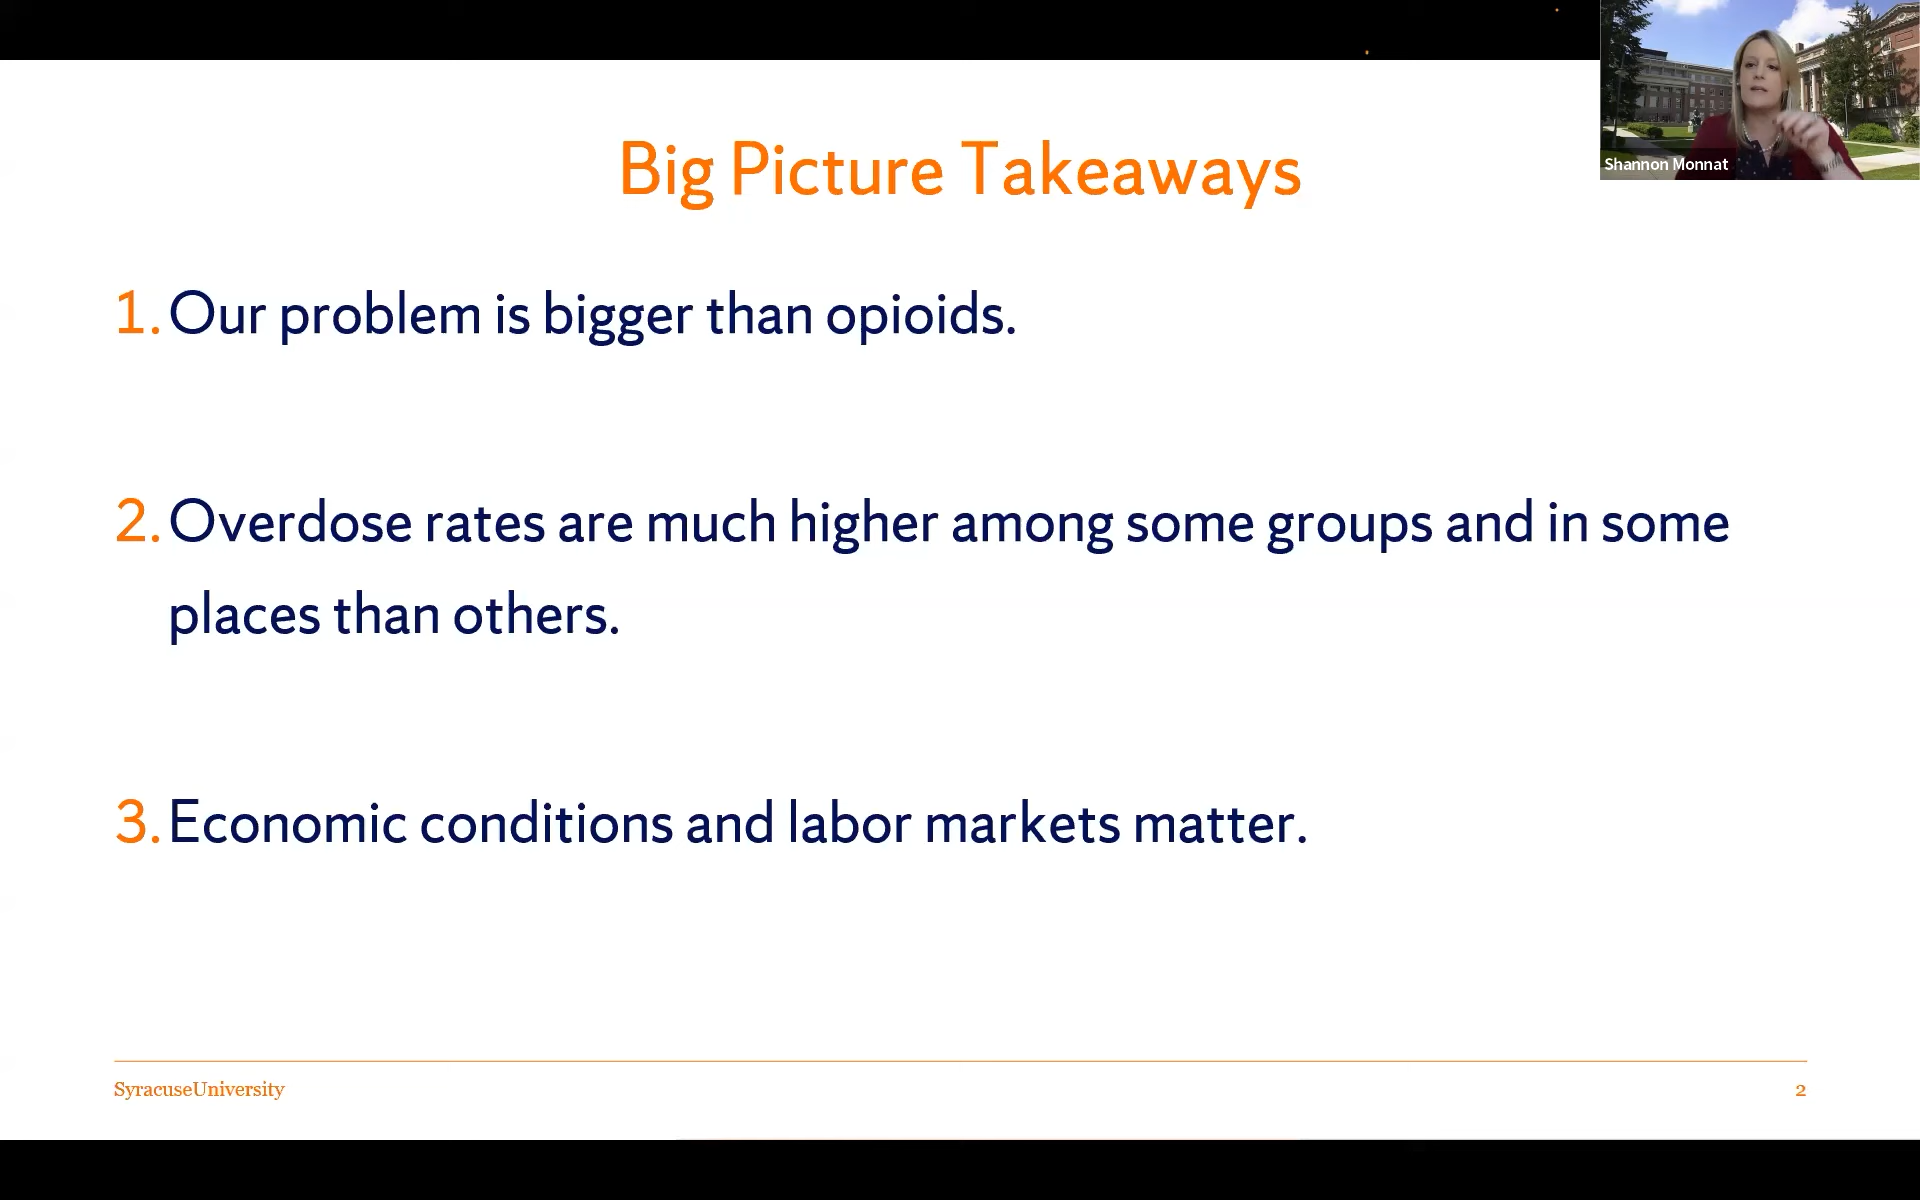 Shannon Monnat
Big Picture Takeaways
1. Our problem is bigger than opioids.
2. Overdose rates are much higher among some groups and in some
places than others.
3. Economic conditions and labor markets matter.
SyracuseUniversity
2